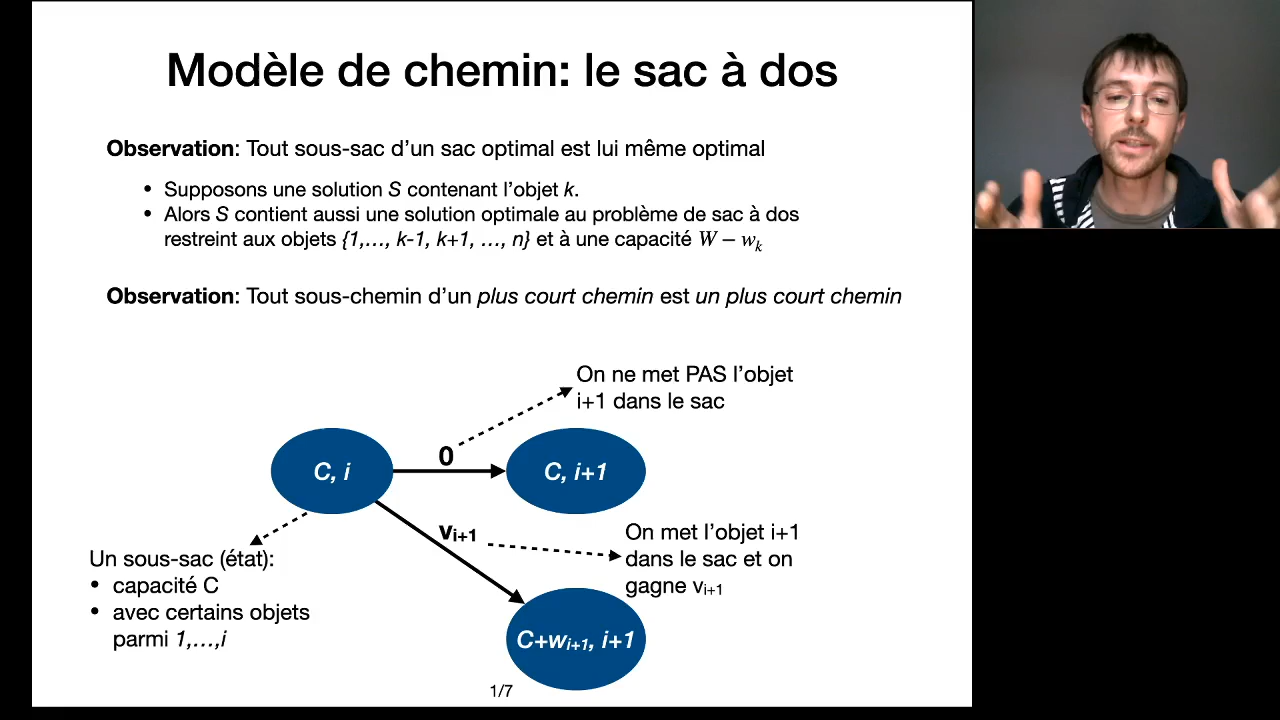 Modèle de chemin: le sac à dos
Observation: Tout sous-sac d'un sac optimal est lui même optimal
• Supposons une solution S contenant l'objet k.
• Alors S contient aussi une solution optimale au problème de sac à dos
restreint aux objets {1,..., k-1, k+1, ..., n} et à une capacité W − wₖ
Observation: Tout sous-chemin d'un plus court chemin est un plus court chemin
On ne met PAS l'objet
i+1 dans le sac
0
C, i
C, i+1
vᵢ₊₁
On met l'objet i+1
dans le sac et on
gagne vᵢ₊₁
Un sous-sac (état):
• capacité C
• avec certains objets
parmi 1,...,i
C+wᵢ₊₁, i+1
1/7